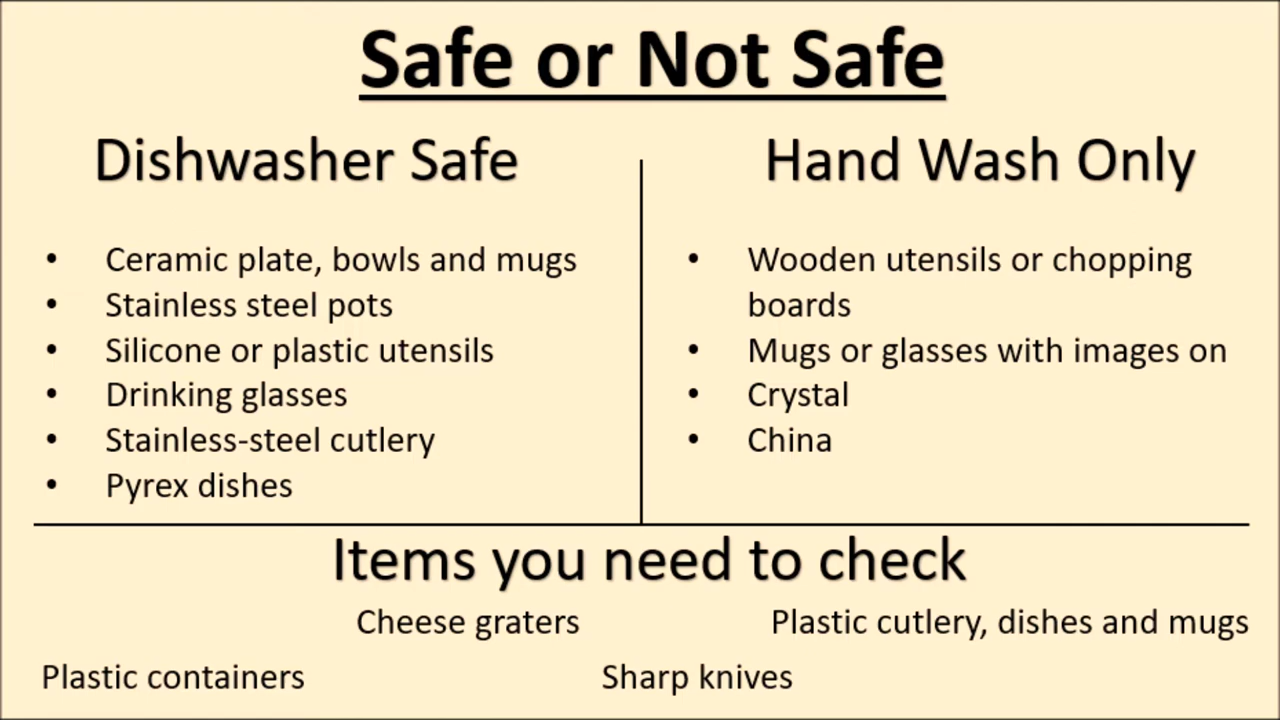 Safe or Not Safe
Dishwasher Safe
• Ceramic plate, bowls and mugs
• Stainless steel pots
• Silicone or plastic utensils
• Drinking glasses
• Stainless-steel cutlery
• Pyrex dishes
Hand Wash Only
• Wooden utensils or chopping
boards
• Mugs or glasses with images on
• Crystal
• China
Items you need to check
Cheese graters
Plastic cutlery, dishes and mugs
Plastic containers
Sharp knives